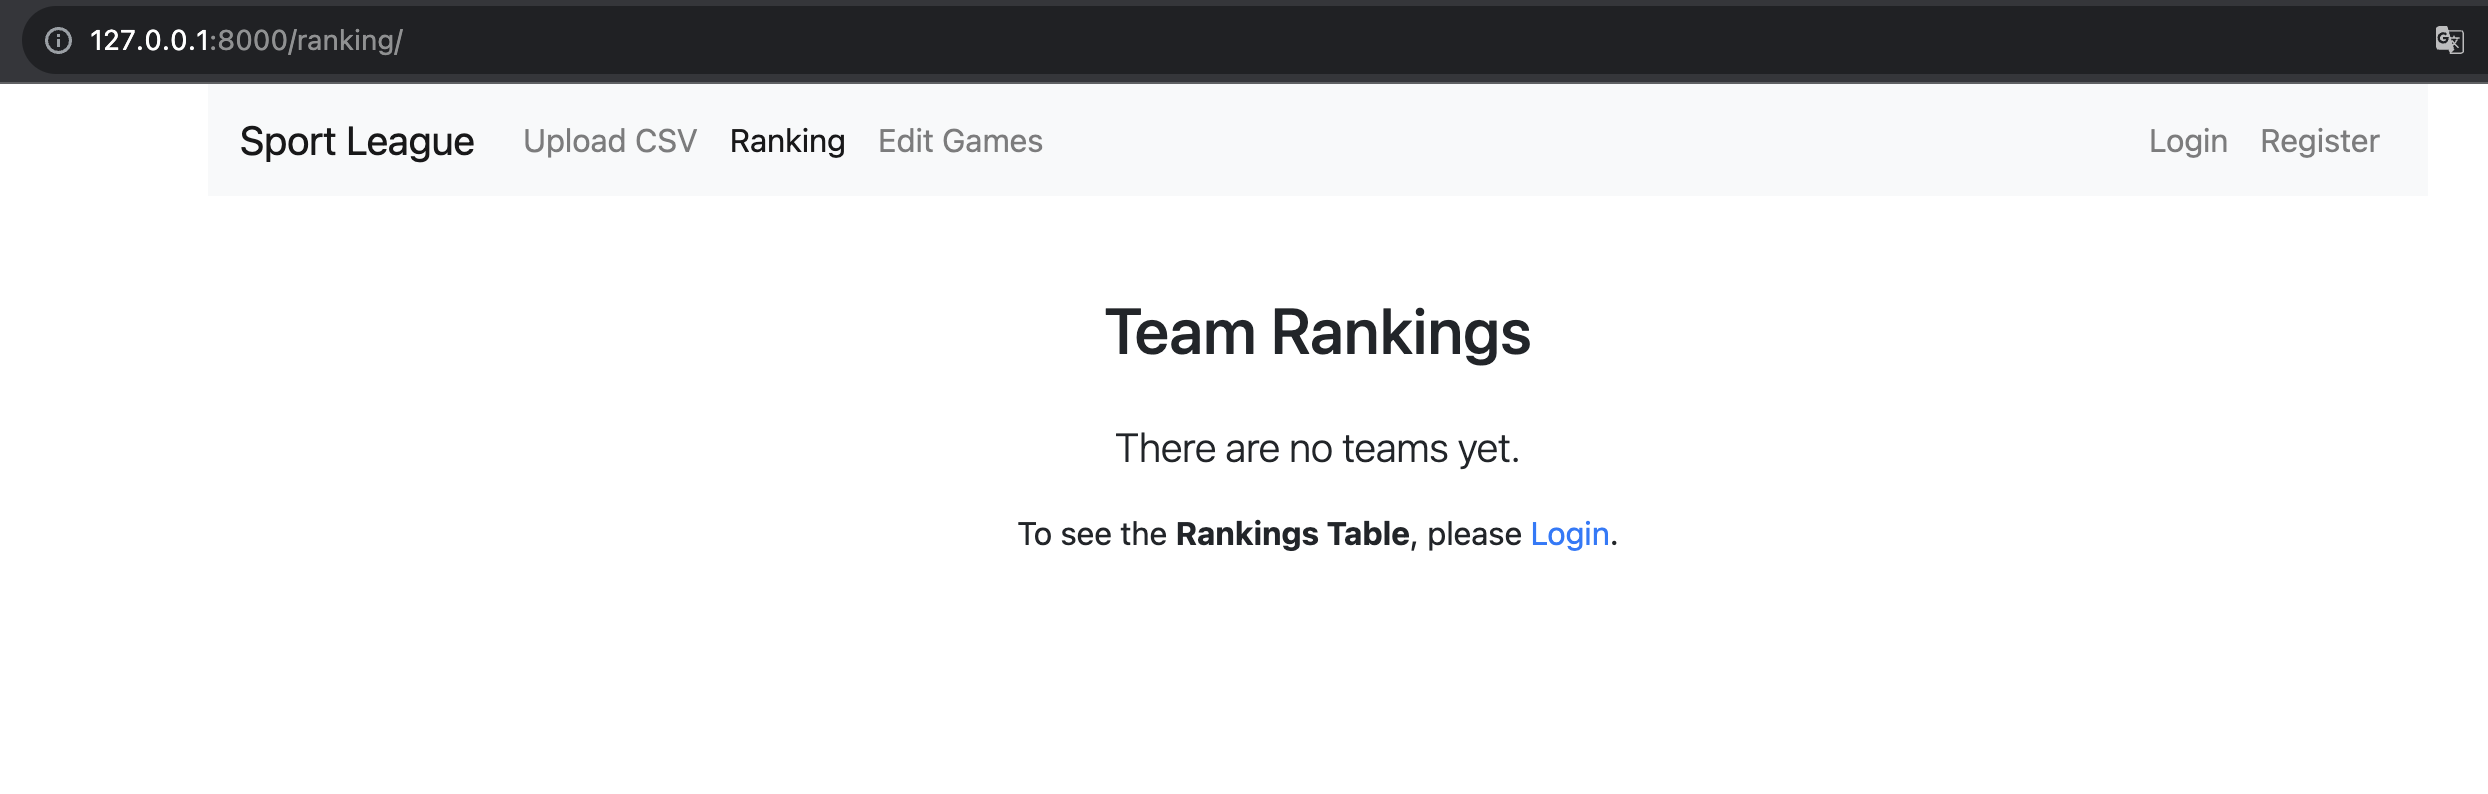 127.0.0.1:8000/ranking/
Sport League Upload CSV Ranking Edit Games Login Register
Team Rankings
There are no teams yet.
To see the Rankings Table, please Login.